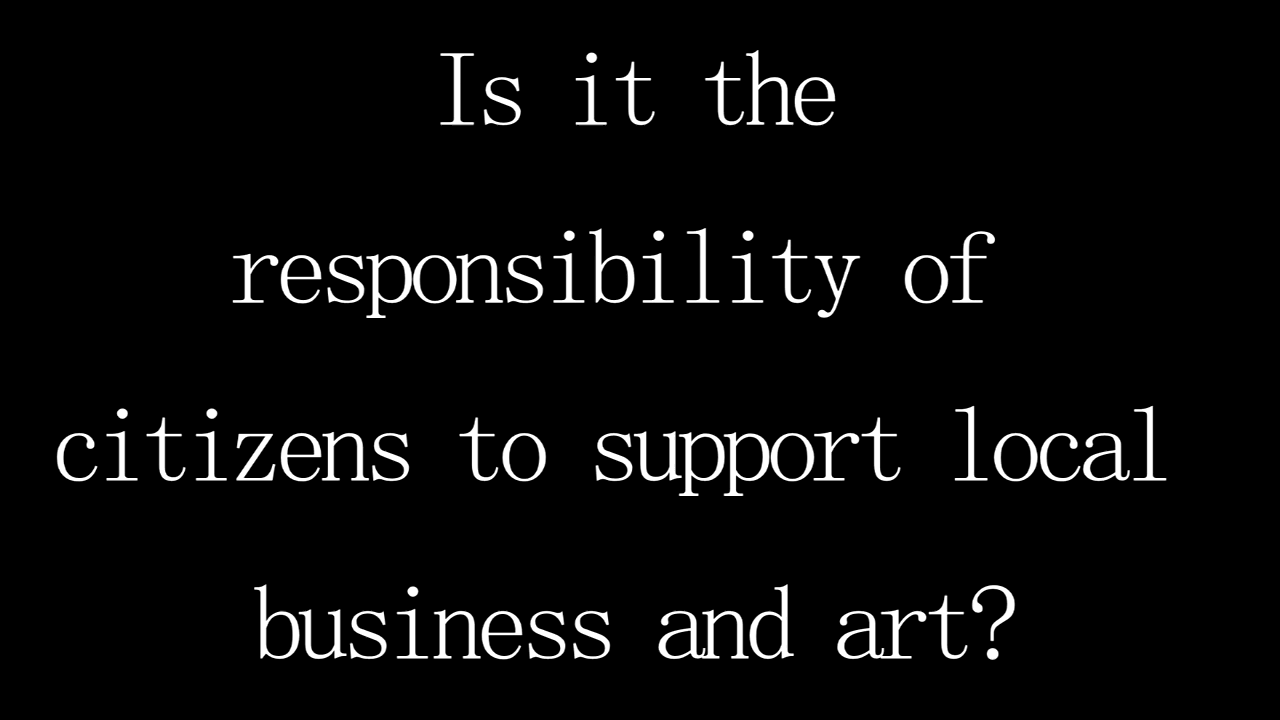 Is it the
responsibility of
citizens to support local
business and art?